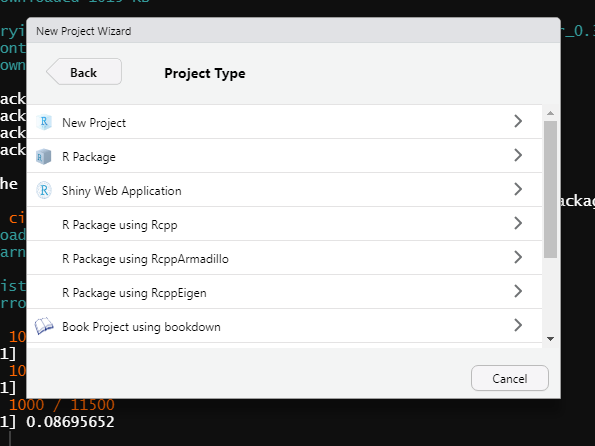 New Project Wizard
Back
Project Type
New Project
R Package
Shiny Web Application
R Package using Rcpp
R Package using RcppArmadillo
R Package using RcppEigen
Book Project using bookdown
Cancel
1000 / 11500
1] 0.08695652